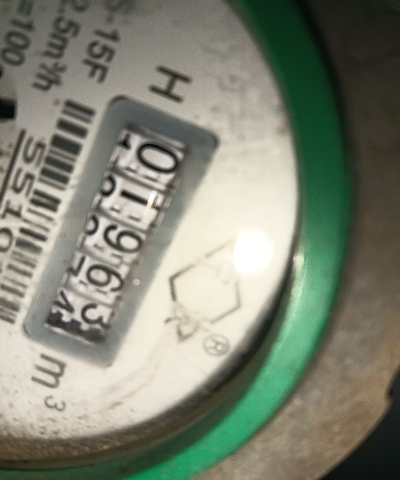 S-15F
2.5m³/h
=100
H
01963
m³
®